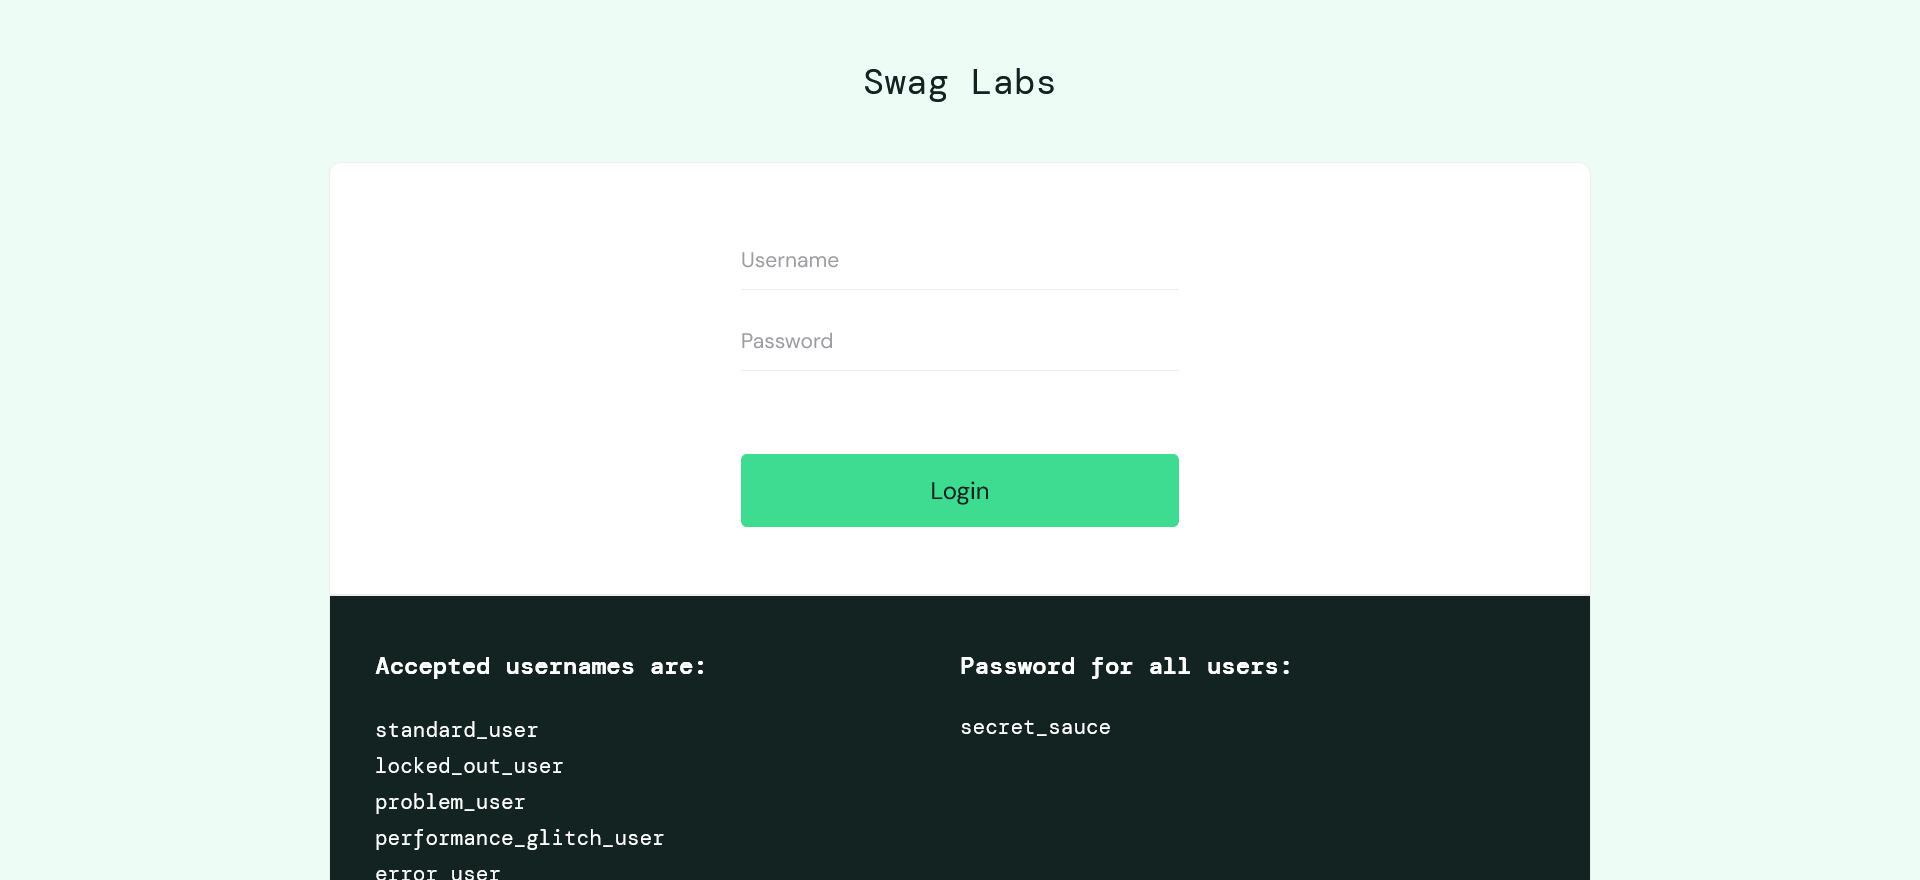 Swag Labs
Username
Password
Login
Accepted usernames are:
standard_user
locked_out_user
problem_user
performance_glitch_user
error_user
Password for all users:
secret_sauce